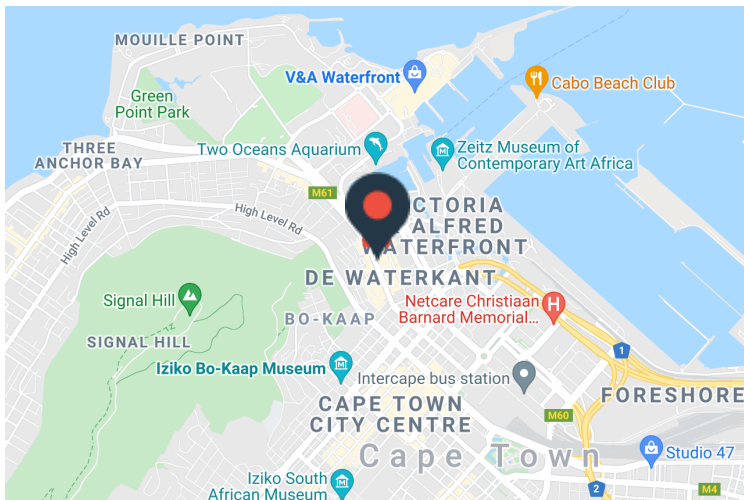 MOUILLE POINT
V&A Waterfront
Cabo Beach Club
Green
Point Park
THREE
ANCHOR BAY
Two Oceans Aquarium
Zeitz Museum of
Contemporary Art Africa
M61
High Level Rd
High Level Rd
CTORIA
ALFRED
WATERFRONT
DE WATERKANT
Signal Hill
Netcare Christiaan
Barnard Memorial...
BO-KAAP
SIGNAL HILL
1
Iziko Bo-Kaap Museum
Intercape bus station
FORESHORE
CAPE TOWN
CITY CENTRE
M60
Cape Town
Studio 47
Iziko South
African Museum
2
M4